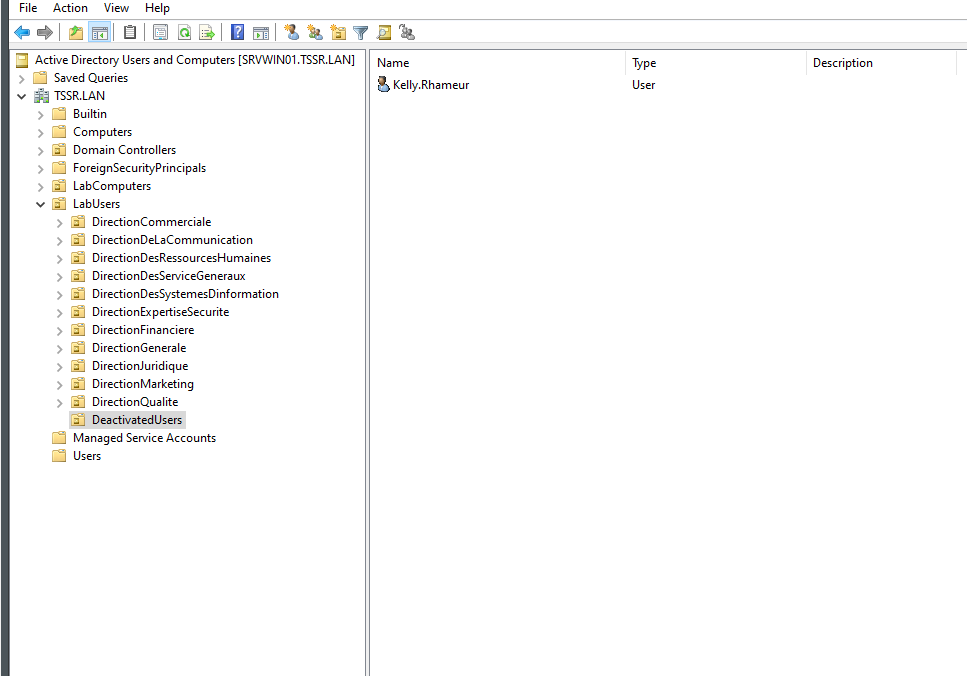 File Action View Help
Active Directory Users and Computers [SRVWIN01.TSSR.LAN]
Saved Queries
TSSR.LAN
Builtin
Computers
Domain Controllers
ForeignSecurityPrincipals
LabComputers
LabUsers
DirectionCommerciale
DirectionDeLaCommunication
DirectionDesRessourcesHumaines
DirectionDesServiceGeneraux
DirectionDesSystemesDinformation
DirectionExpertiseSecurite
DirectionFinanciere
DirectionGenerale
DirectionJuridique
DirectionMarketing
DirectionQualite
DeactivatedUsers
Managed Service Accounts
Users
Name Type Description
Kelly.Rhameur User